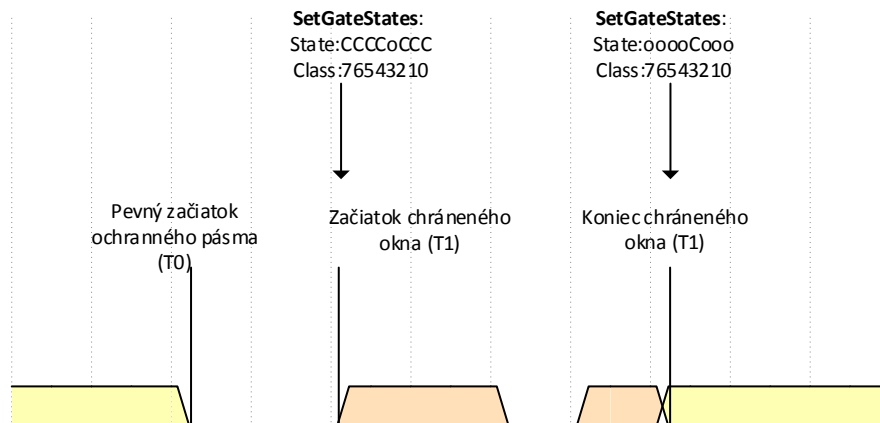 SetGateStates:
State:CCCCoCCC
Class:76543210
SetGateStates:
State:ooooCooo
Class:76543210
Pevný začiatok
ochranného pásma
(T0)
Začiatok chráneného
okna (T1)
Koniec chráneného
okna (T1)